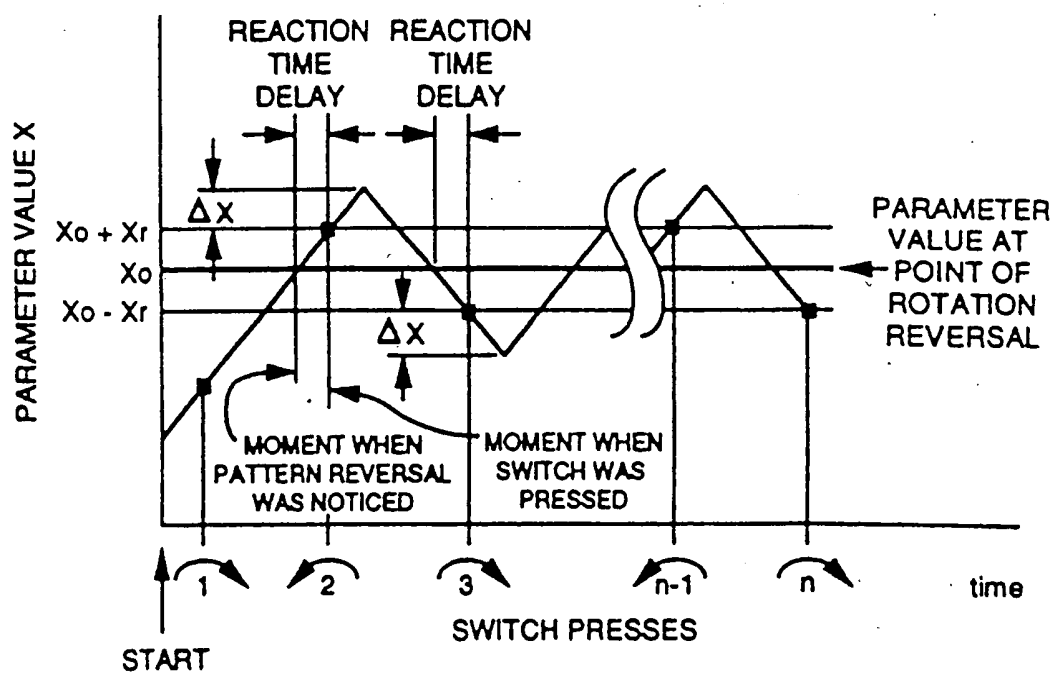 REACTION
TIME
DELAY
REACTION
TIME
DELAY
PARAMETER VALUE X
Δ X
Xo + Xr
Xo
Xo - Xr
Δ X
PARAMETER
VALUE AT
POINT OF
ROTATION
REVERSAL
MOMENT WHEN
PATTERN REVERSAL
WAS NOTICED
MOMENT WHEN
SWITCH WAS
PRESSED
1
2
3
n-1
n
time
SWITCH PRESSES
START